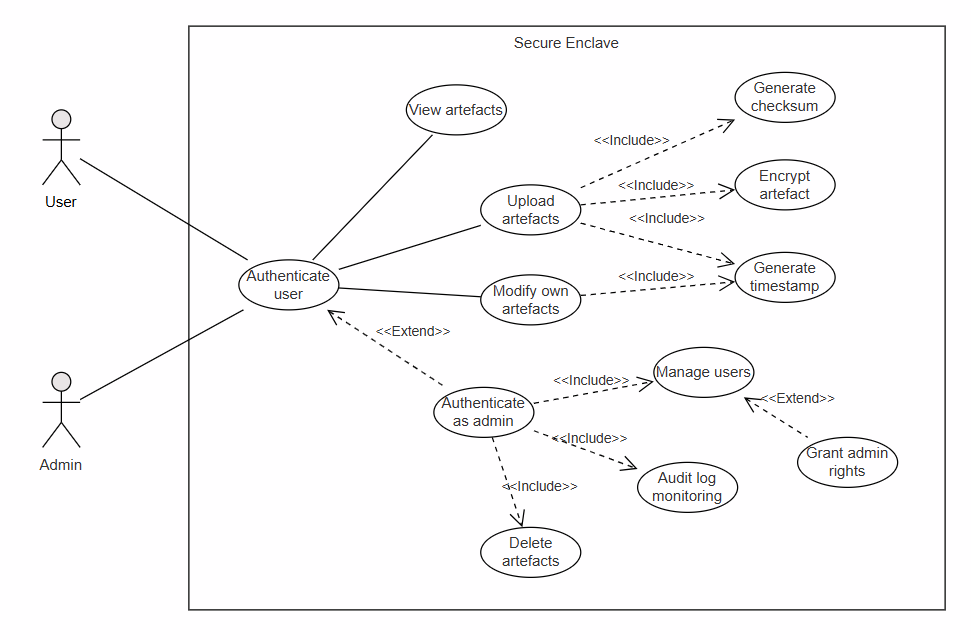 Secure Enclave
View artefacts
Generate
checksum
<<Include>>
User
Upload
artefacts
<<Include>>
Encrypt
artefact
<<Include>>
Authenticate
user
Modify own
artefacts
<<Include>>
Generate
timestamp
<<Extend>>
Admin
Authenticate
as admin
<<Include>>
Manage users
<<Extend>>
<<Include>>
Grant admin
rights
Audit log
monitoring
<<Include>>
Delete
artefacts